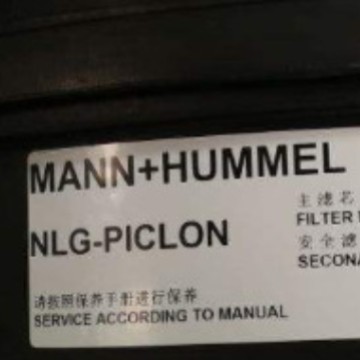 MANN+HUMMEL
NLG-PICLON
主滤芯
FILTER
安全滤
请按照保养手册进行保养
SERVICE ACCORDING TO MANUAL